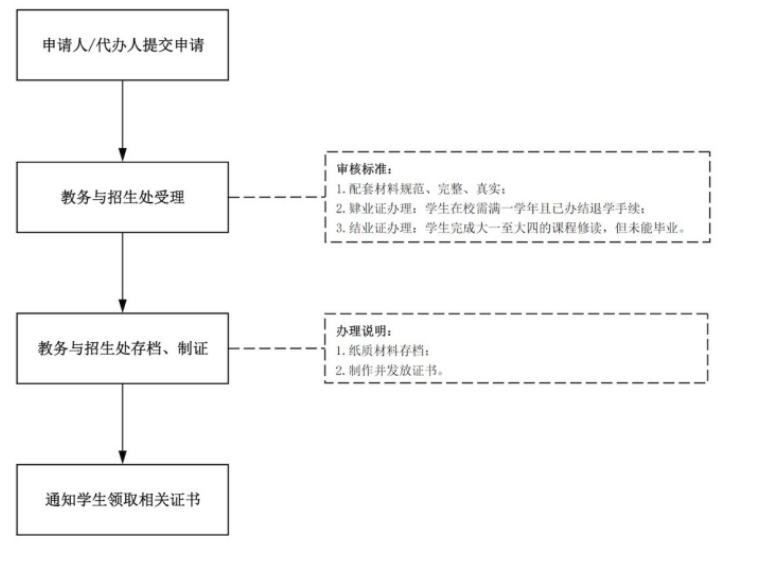 申请人/代办人提交申请
教务与招生处受理
审核标准：
1.配套材料规范、完整、真实；
2.肄业证办理：学生在校需满一学年且已办结退学手续；
3.结业证办理：学生完成大一至大四的课程修读，但未能毕业。
教务与招生处存档、制证
办理说明：
1.纸质材料存档；
2.制作并发放证书。
通知学生领取相关证书